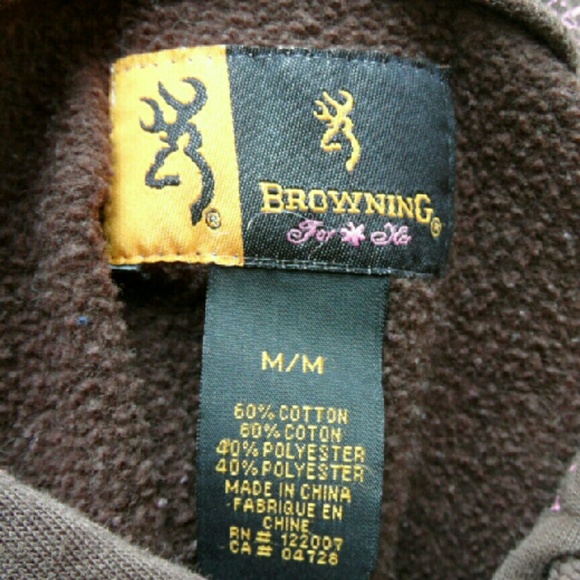 BROWNING
For Her
M/M
60% COTTON
60% COTON
40% POLYESTER
40% POLYESTER
MADE IN CHINA
FABRIQUE EN
CHINE
RN# 122007
CA# 04728